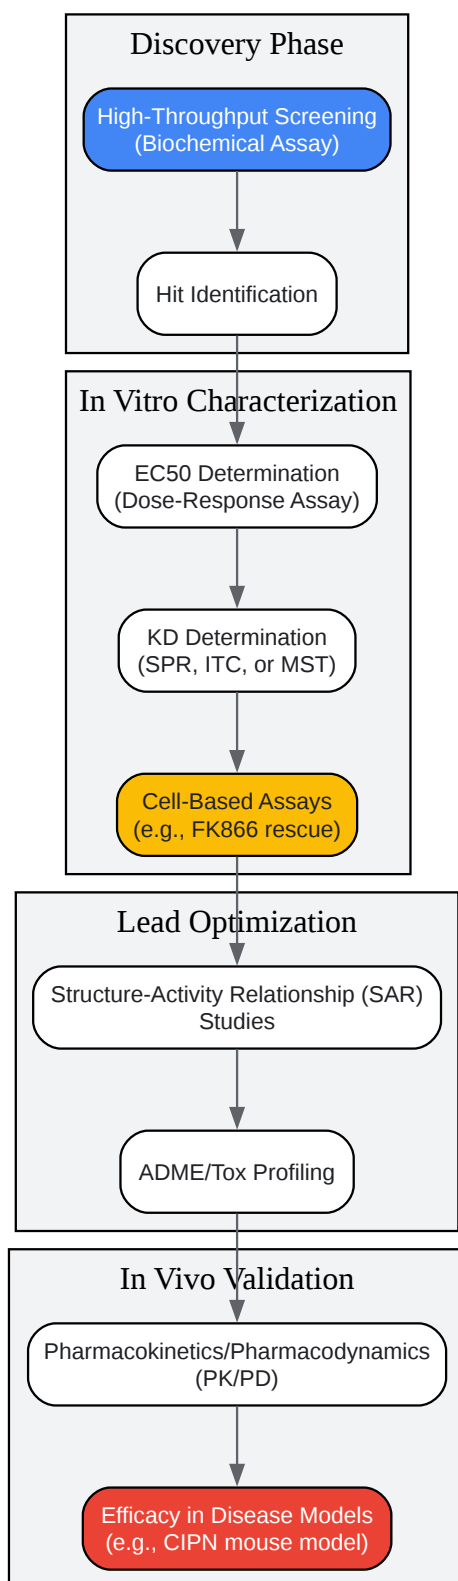 Discovery Phase
High-Throughput Screening
(Biochemical Assay)
Hit Identification
In Vitro Characterization
EC50 Determination
(Dose-Response Assay)
KD Determination
(SPR, ITC, or MST)
Cell-Based Assays
(e.g., FK866 rescue)
Lead Optimization
Structure-Activity Relationship (SAR)
Studies
ADME/Tox Profiling
In Vivo Validation
Pharmacokinetics/Pharmacodynamics
(PK/PD)
Efficacy in Disease Models
(e.g., CIPN mouse model)